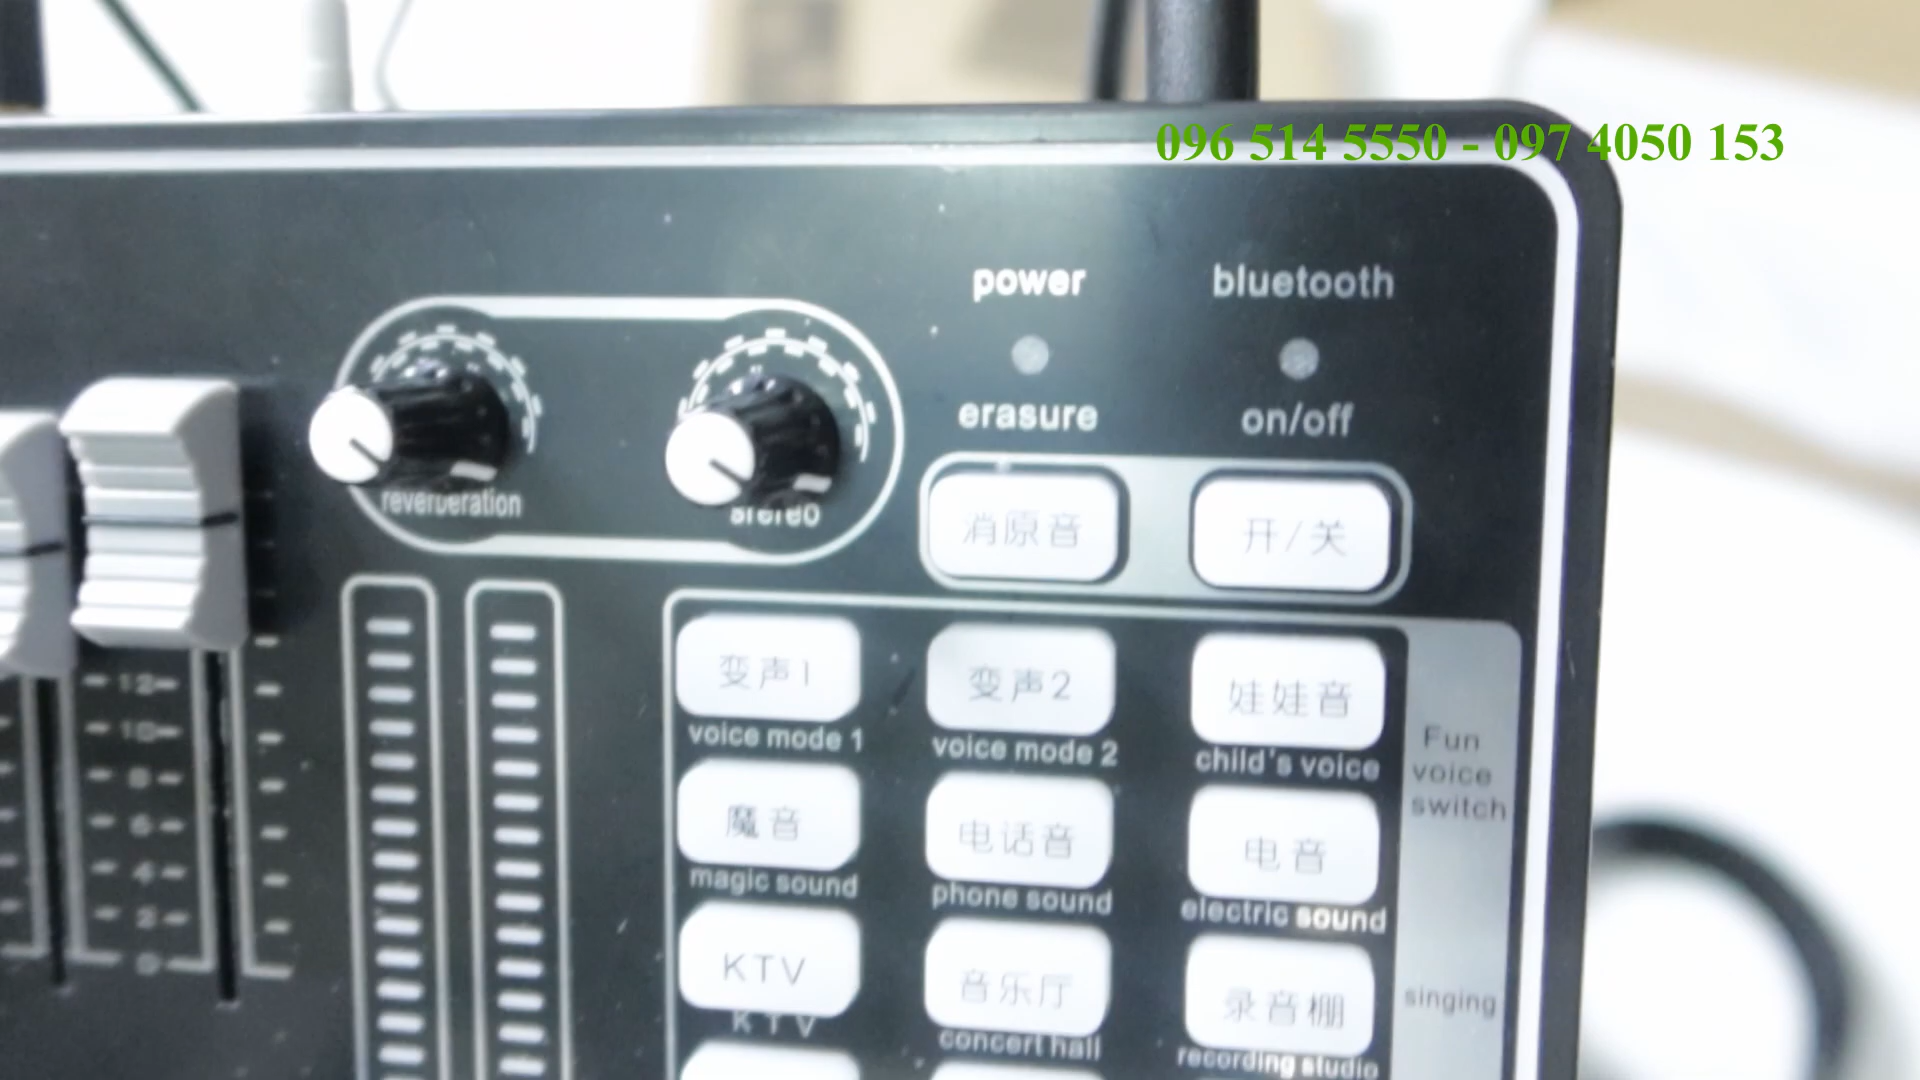 096 514 5550 - 097 4050 153
power
bluetooth
erasure
on/off
reverberation
stereo
消原音
开/关
变声1
变声2
娃娃音
voice mode 1
voice mode 2
child's voice
Fun
voice
switch
魔音
电话音
电音
magic sound
phone sound
electric sound
KTV
音乐厅
录音棚
singing
KTV
concert hall
recording studio
12
10
8
6
4
2
0